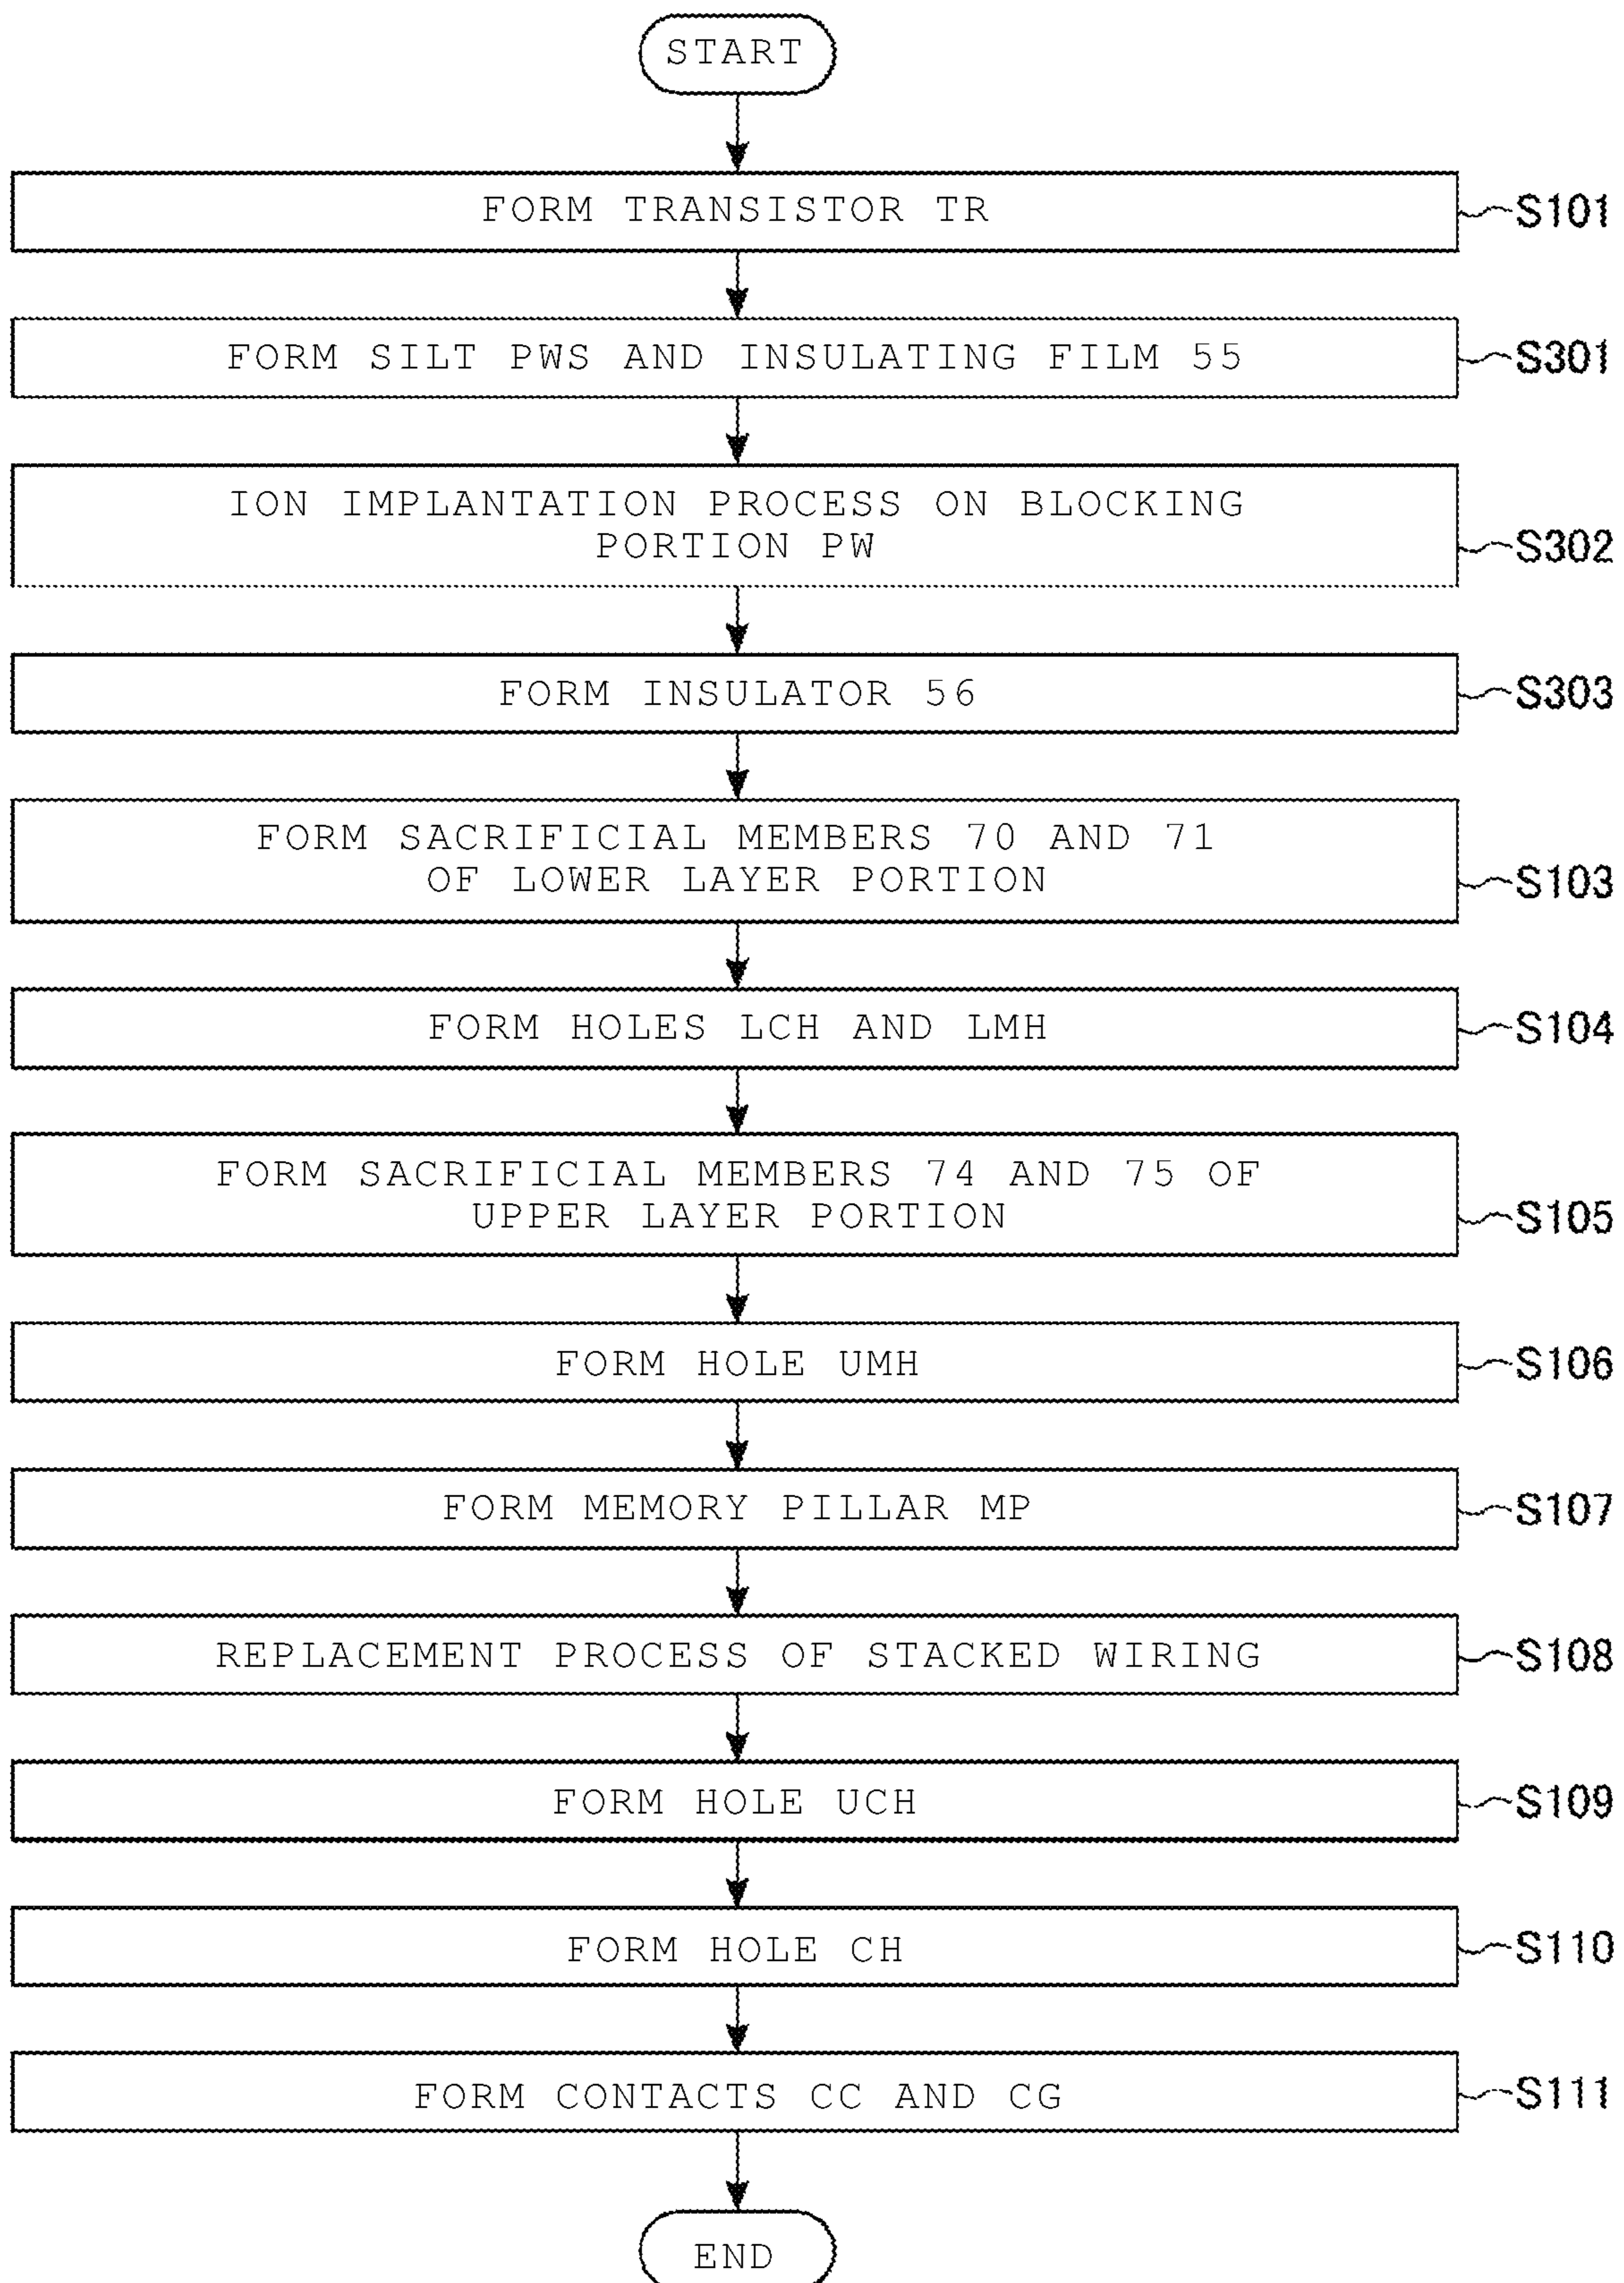 START
FORM TRANSISTOR TR
S101
FORM SILT PWS AND INSULATING FILM 55
S301
ION IMPLANTATION PROCESS ON BLOCKING
PORTION PW
S302
FORM INSULATOR 56
S303
FORM SACRIFICIAL MEMBERS 70 AND 71
OF LOWER LAYER PORTION
S103
FORM HOLES LCH AND LMH
S104
FORM SACRIFICIAL MEMBERS 74 AND 75 OF
UPPER LAYER PORTION
S105
FORM HOLE UMH
S106
FORM MEMORY PILLAR MP
S107
REPLACEMENT PROCESS OF STACKED WIRING
S108
FORM HOLE UCH
S109
FORM HOLE CH
S110
FORM CONTACTS CC AND CG
S111
END